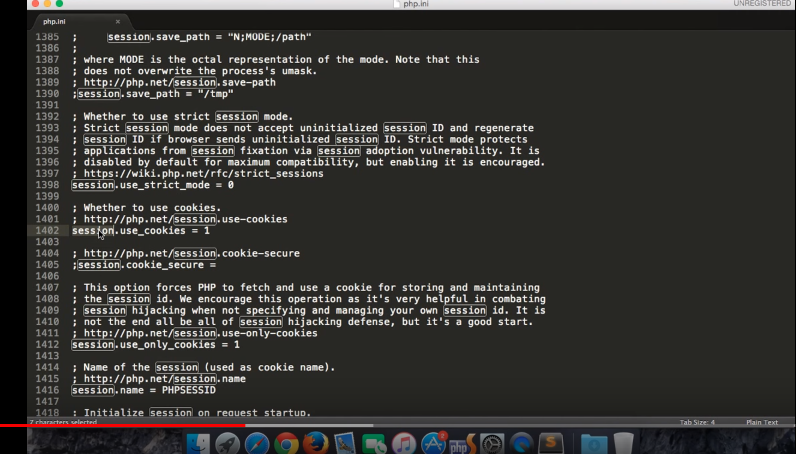 php.ini
UNREGISTERED
php.ini ×
1385 ;     session.save_path = "N;MODE;/path"
1386 ;
1387 ; where MODE is the octal representation of the mode. Note that this
1388 ; does not overwrite the process's umask.
1389 ; http://php.net/session.save-path
1390 ;session.save_path = "/tmp"
1391
1392 ; Whether to use strict session mode.
1393 ; Strict session mode does not accept uninitialized session ID and regenerate
1394 ; session ID if browser sends uninitialized session ID. Strict mode protects
1395 ; applications from session fixation via session adoption vulnerability. It is
1396 ; disabled by default for maximum compatibility, but enabling it is encouraged.
1397 ; https://wiki.php.net/rfc/strict_sessions
1398 session.use_strict_mode = 0
1399
1400 ; Whether to use cookies.
1401 ; http://php.net/session.use-cookies
1402 session.use_cookies = 1
1403
1404 ; http://php.net/session.cookie-secure
1405 ;session.cookie_secure =
1406
1407 ; This option forces PHP to fetch and use a cookie for storing and maintaining
1408 ; the session id. We encourage this operation as it's very helpful in combating
1409 ; session hijacking when not specifying and managing your own session id. It is
1410 ; not the end all be all of session hijacking defense, but it's a good start.
1411 ; http://php.net/session.use-only-cookies
1412 session.use_only_cookies = 1
1413
1414 ; Name of the session (used as cookie name).
1415 ; http://php.net/session.name
1416 session.name = PHPSESSID
1417
1418 ; Initialize session on request startup.
7 characters selected
Tab Size: 4
Plain Text
php